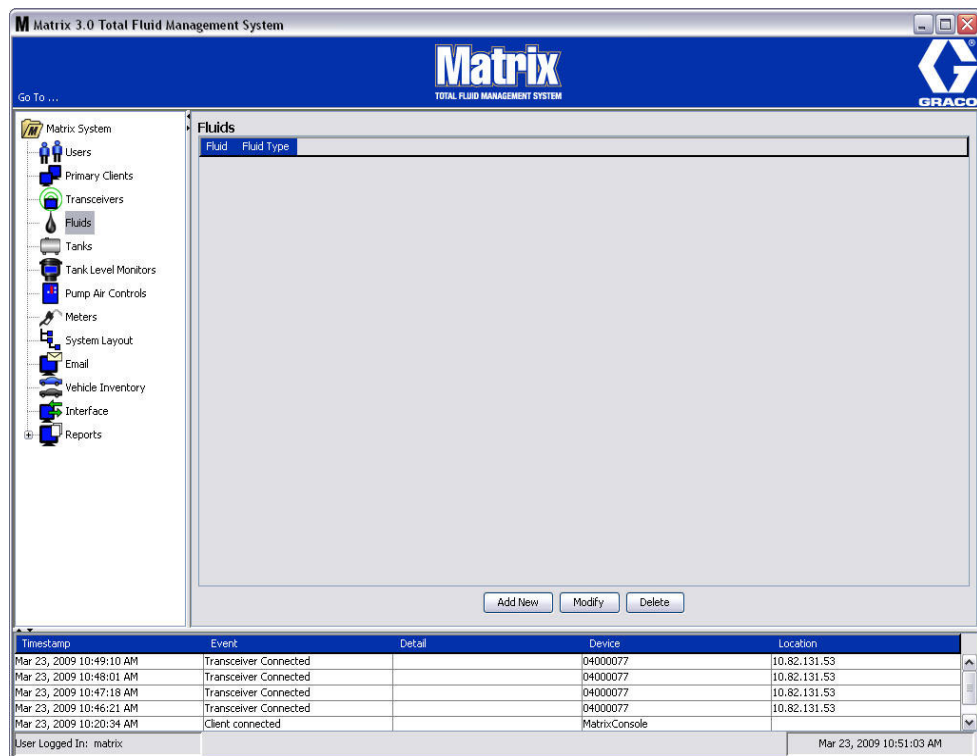 M Matrix 3.0 Total Fluid Management System
Matrix
TOTAL FLUID MANAGEMENT SYSTEM
GRACO
Go To ...
M Matrix System
Users
Primary Clients
Transceivers
Fluids
Tanks
Tank Level Monitors
Pump Air Controls
Meters
System Layout
Email
Vehicle Inventory
Interface
Reports
Fluids
Fluid Fluid Type
Add New Modify Delete
Timestamp Event Detail Device Location
Mar 23, 2009 10:49:10 AM Transceiver Connected 04000077 10.82.131.53
Mar 23, 2009 10:48:01 AM Transceiver Connected 04000077 10.82.131.53
Mar 23, 2009 10:47:18 AM Transceiver Connected 04000077 10.82.131.53
Mar 23, 2009 10:46:21 AM Transceiver Connected 04000077 10.82.131.53
Mar 23, 2009 10:20:34 AM Client connected MatrixConsole
User Logged In: matrix Mar 23, 2009 10:51:03 AM